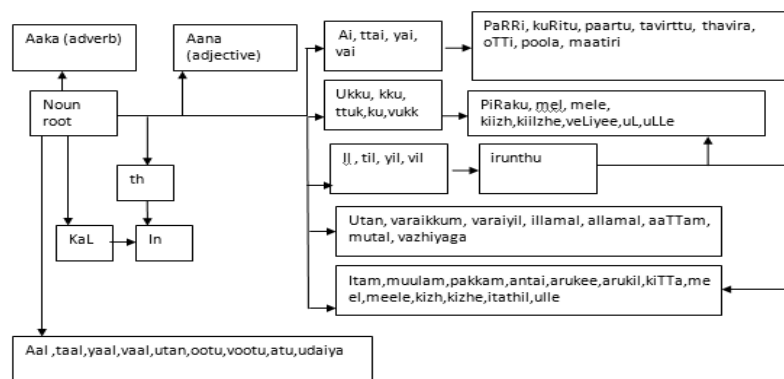 Aaka (adverb)
Aana
(adjective)
Ai, ttai, yai,
vai
PaRRi, kuRitu, paartu, tavirttu, thavira,
oTTi, poola, maatiri
Noun
root
Ukku, kku,
ttuk,ku,vukk
PiRaku, mel, mele,
kiizh,kiilzhe,veLiyee,uL,uLLe
th
Il , til, yil, vil
irunthu
KaL
In
Utan, varaikkum, varaiyil, illamal, allamal, aaTTam,
mutal, vazhiyaga
Itam,muulam,pakkam,antai,arukee,arukil,kiTTa,me
el,meele,kizh,kizhe,itathil,ulle
Aal ,taal,yaal,vaal,utan,ootu,vootu,atu,udaiya